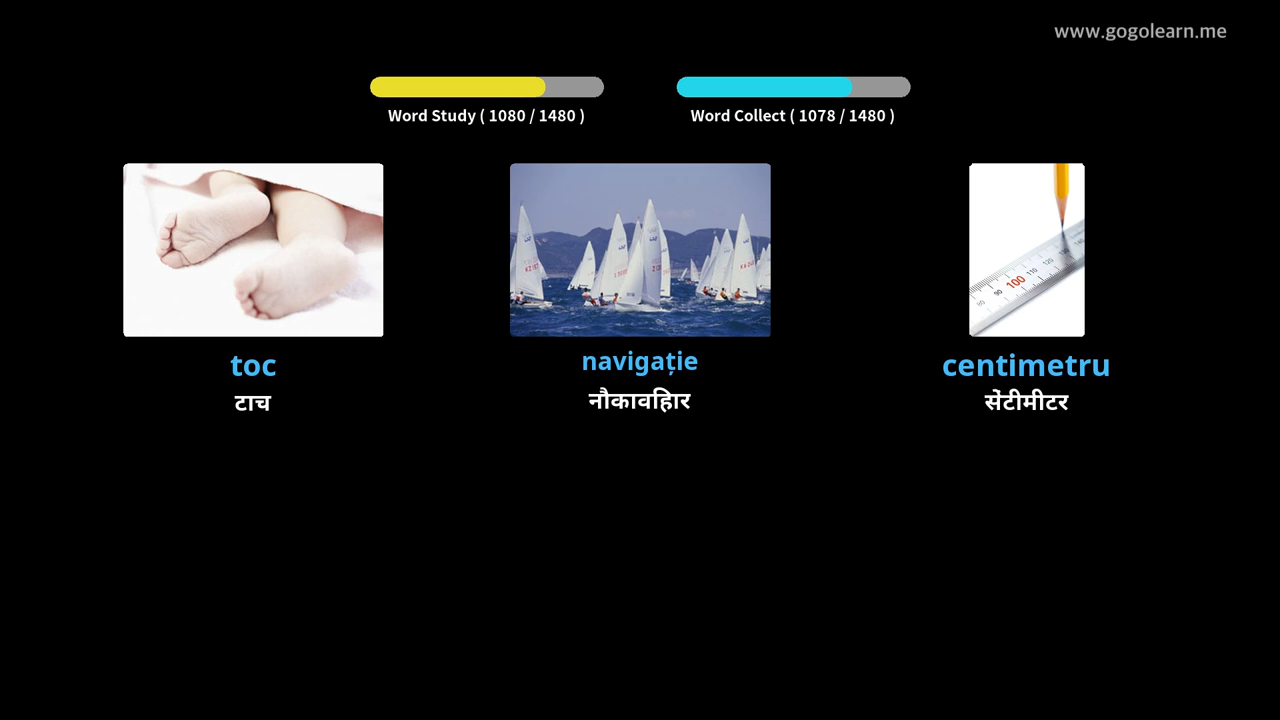 www.gogolearn.me
Word Study ( 1080 / 1480 )
Word Collect ( 1078 / 1480 )
toc
navigație
centimetru
टाच
नौकाविहार
सेंटीमीटर